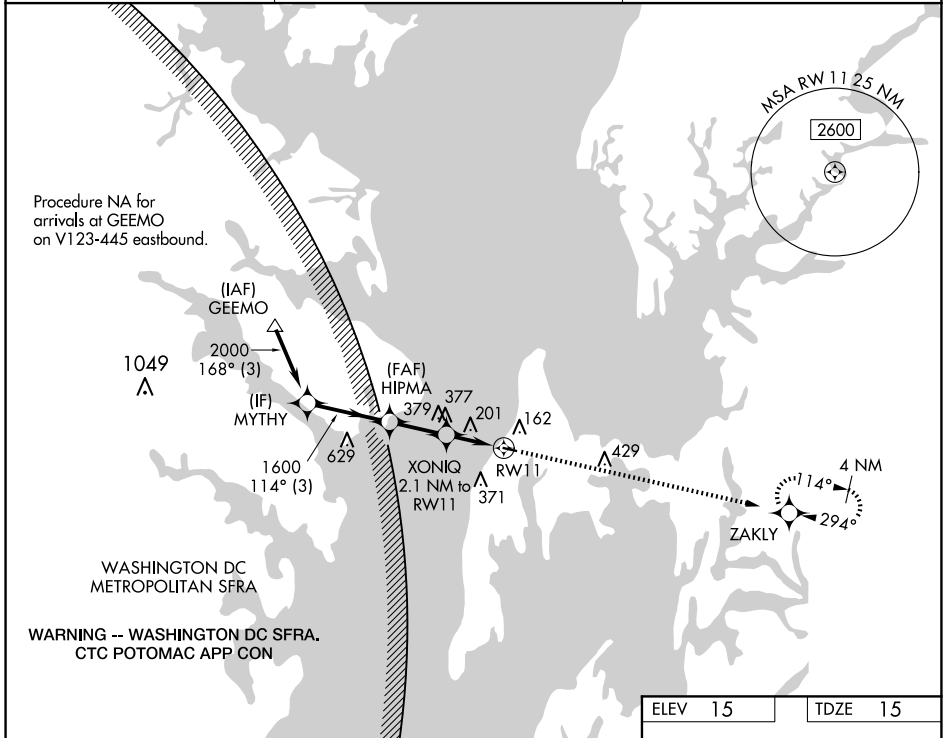 MSA RW 11 25 NM
2600
Procedure NA for
arrivals at GEEMO
on V123-445 eastbound.
(IAF)
GEEMO
2000
168° (3)
1049
(IF)
MYTHY
(FAF)
HIPMA
379
377
201
162
629
1600
114° (3)
XONIQ
2.1 NM to
RW11
371
RW11
429
4 NM
114°
294°
ZAKLY
WASHINGTON DC
METROPOLITAN SFRA
WARNING -- WASHINGTON DC SFRA.
CTC POTOMAC APP CON
ELEV 15
TDZE 15